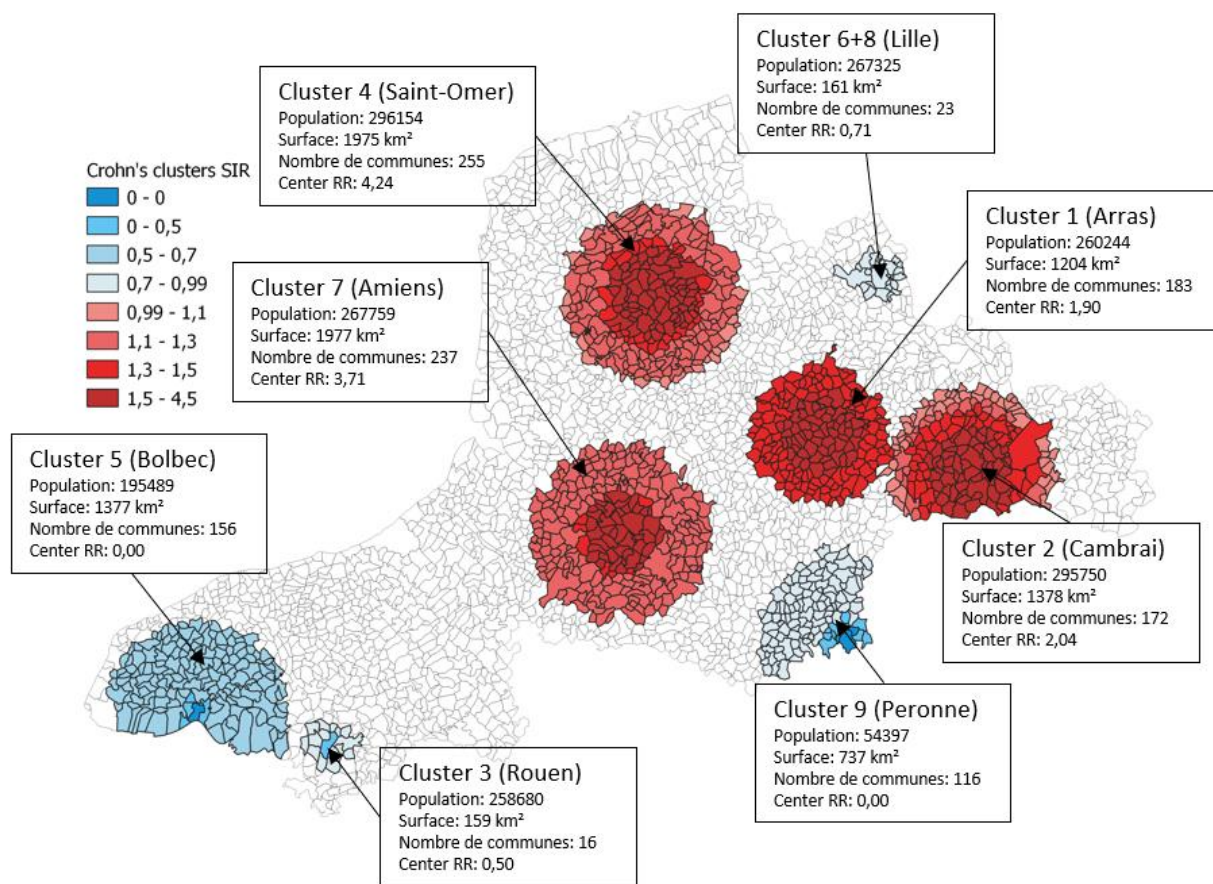 Cluster 6+8 (Lille)
Population: 267325
Surface: 161 km²
Nombre de communes: 23
Center RR: 0,71
Cluster 4 (Saint-Omer)
Population: 296154
Surface: 1975 km²
Nombre de communes: 255
Center RR: 4,24
Crohn's clusters SIR
0 - 0
0 - 0,5
0,5 - 0,7
0,7 - 0,99
0,99 - 1,1
1,1 - 1,3
1,3 - 1,5
1,5 - 4,5
Cluster 1 (Arras)
Population: 260244
Surface: 1204 km²
Nombre de communes: 183
Center RR: 1,90
Cluster 7 (Amiens)
Population: 267759
Surface: 1977 km²
Nombre de communes: 237
Center RR: 3,71
Cluster 5 (Bolbec)
Population: 195489
Surface: 1377 km²
Nombre de communes: 156
Center RR: 0,00
Cluster 2 (Cambrai)
Population: 295750
Surface: 1378 km²
Nombre de communes: 172
Center RR: 2,04
Cluster 9 (Peronne)
Population: 54397
Surface: 737 km²
Nombre de communes: 116
Center RR: 0,00
Cluster 3 (Rouen)
Population: 258680
Surface: 159 km²
Nombre de communes: 16
Center RR: 0,50